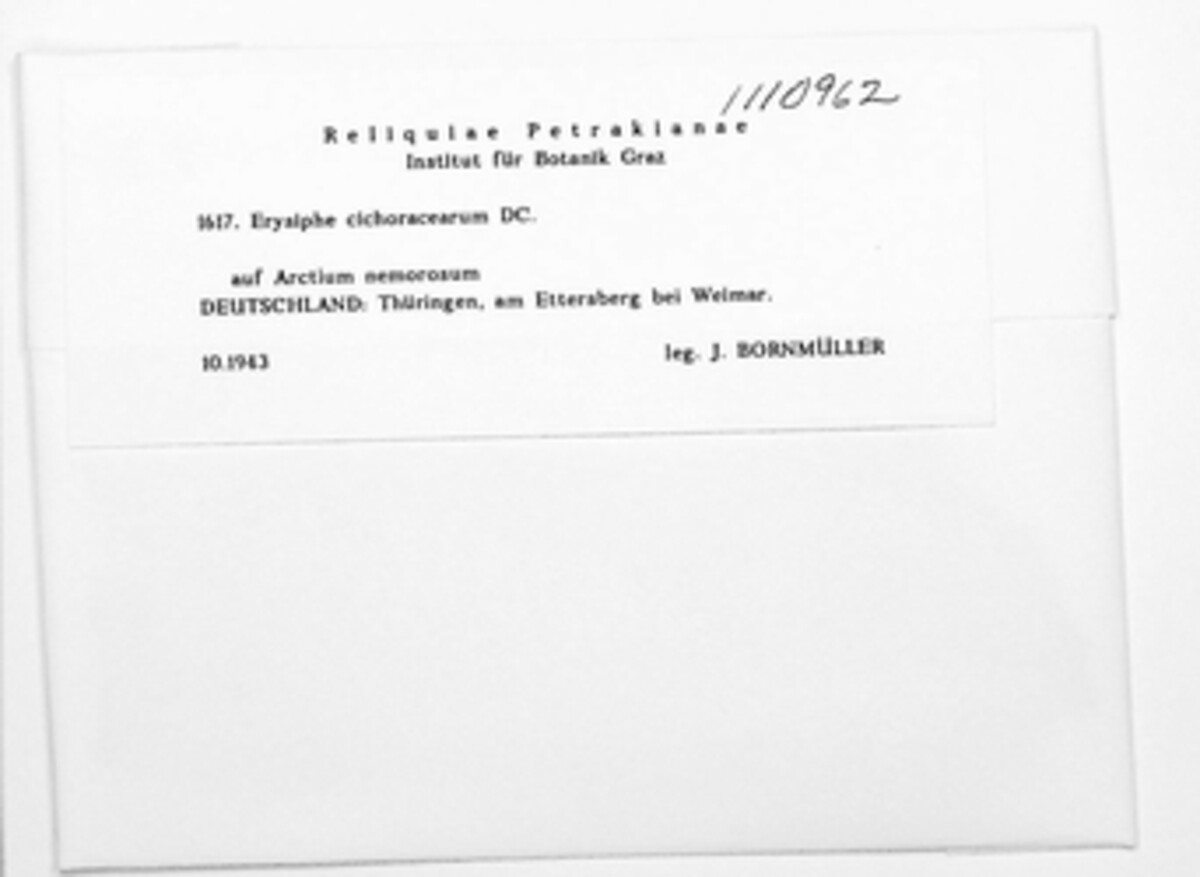 1110962
Reliquiae Petrakianae
Institut für Botanik Graz
1617. Erysiphe cichoracearum DC.
auf Arctium nemorosum
DEUTSCHLAND: Thüringen, am Ettersberg bei Weimar.
10.1943 leg. J. BORNMÜLLER